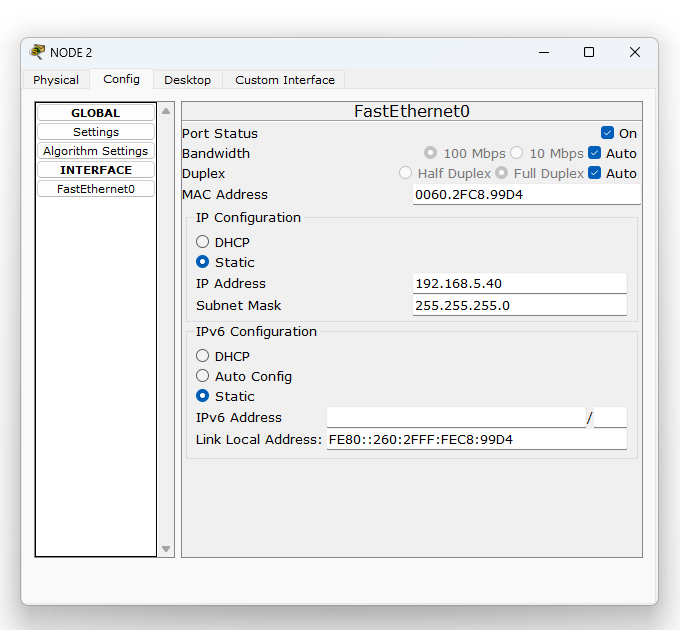 NODE 2
Physical Config Desktop Custom Interface
GLOBAL
Settings
Algorithm Settings
INTERFACE
FastEthernet0
FastEthernet0
Port Status On
Bandwidth 100 Mbps 10 Mbps Auto
Duplex Half Duplex Full Duplex Auto
MAC Address 0060.2FC8.99D4
IP Configuration
DHCP
Static
IP Address 192.168.5.40
Subnet Mask 255.255.255.0
IPv6 Configuration
DHCP
Auto Config
Static
IPv6 Address /
Link Local Address: FE80::260:2FFF:FEC8:99D4